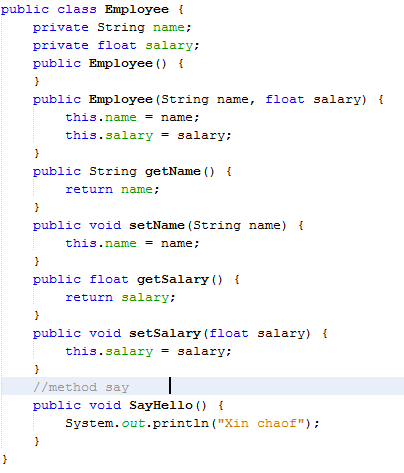 public class Employee {
private String name;
private float salary;
public Employee() {
}
public Employee(String name, float salary) {
this.name = name;
this.salary = salary;
}
public String getName() {
return name;
}
public void setName(String name) {
this.name = name;
}
public float getSalary() {
return salary;
}
public void setSalary(float salary) {
this.salary = salary;
}
//method say
public void SayHello() {
System.out.println("Xin chaof");
}
}